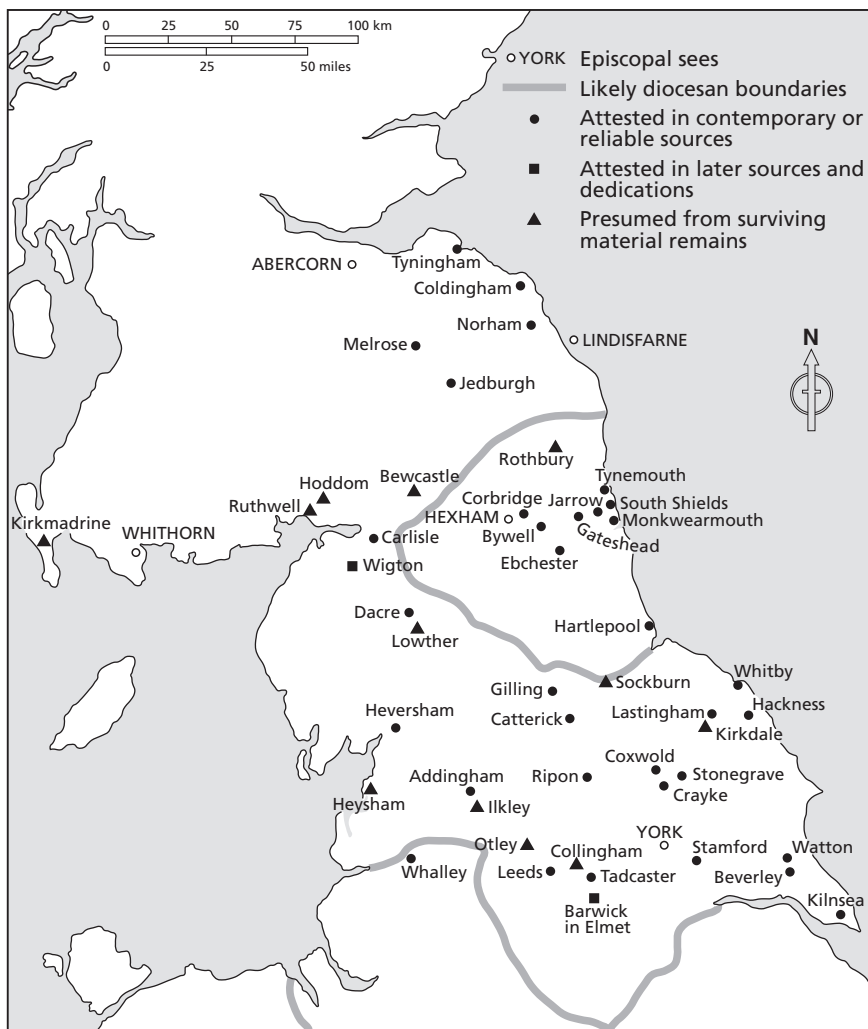 0 25 50 75 100 km
0 25 50 miles
YORK Episcopal sees
Likely diocesan boundaries
Attested in contemporary or
reliable sources
Attested in later sources and
dedications
Presumed from surviving
material remains
N
ABERCORN
Tyningham
Coldingham
Norham
LINDISFARNE
Melrose
Jedburgh
Rothbury
Tynemouth
Hoddom
Bewcastle
Ruthwell
Corbridge
Jarrow
South Shields
HEXHAM
Monkwearmouth
Kirkmadrine
WHITHORN
Carlisle
Bywell
Gateshead
Wigton
Ebchester
Dacre
Lowther
Hartlepool
Sockburn
Whitby
Gilling
Heversham
Catterick
Lastingham
Hackness
Kirkdale
Coxwold
Addingham
Ripon
Stonegrave
Crayke
Heysham
Ilkley
Otley
Collingham
YORK
Stamford
Watton
Whalley
Leeds
Tadcaster
Beverley
Barwick
in Elmet
Kilnsea